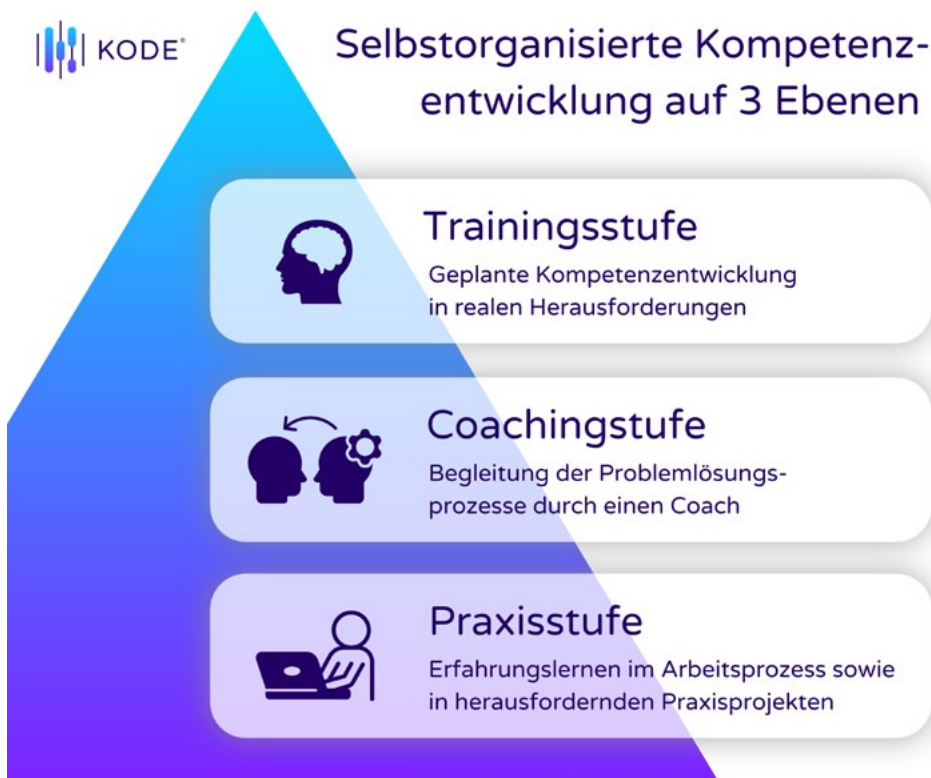 KODE®
Selbstorganisierte Kompetenz-
entwicklung auf 3 Ebenen
Trainingsstufe
Geplante Kompetenzentwicklung
in realen Herausforderungen
Coachingstufe
Begleitung der Problemlösungs-
prozesse durch einen Coach
Praxisstufe
Erfahrungslernen im Arbeitsprozess sowie
in herausfordernden Praxisprojekten